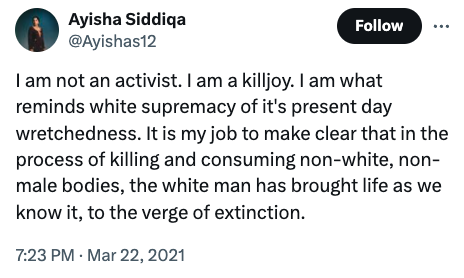 Ayisha Siddiqa
@Ayishas12
Follow
I am not an activist. I am a killjoy. I am what
reminds white supremacy of it's present day
wretchedness. It is my job to make clear that in the
process of killing and consuming non-white, non-
male bodies, the white man has brought life as we
know it, to the verge of extinction.
7:23 PM · Mar 22, 2021